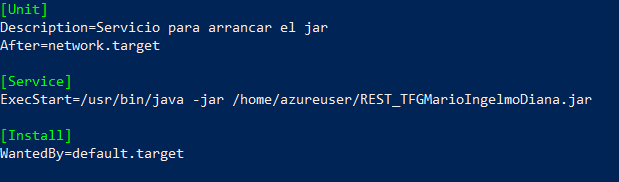 [Unit]
Description=Servicio para arrancar el jar
After=network.target
[Service]
ExecStart=/usr/bin/java -jar /home/azureuser/REST_TFGMarioIngelmoDiana.jar
[Install]
WantedBy=default.target